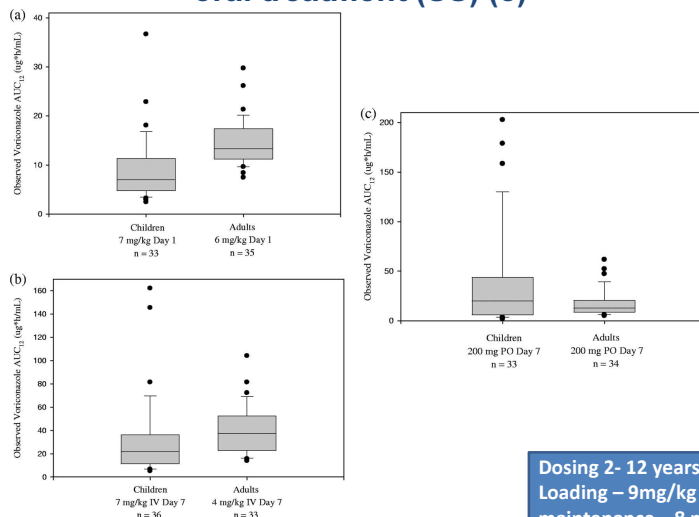 (a)
Observed Voriconazole AUC12 (ug*h/mL)
40
30
20
10
0
Children
7 mg/kg Day 1
n = 33
Adults
6 mg/kg Day 1
n = 35
(b)
Observed Voriconazole AUC12 (ug*h/mL)
160
140
120
100
80
60
40
20
0
Children
7 mg/kg IV Day 7
n = 36
Adults
4 mg/kg IV Day 7
n = 33
(c)
Observed Voriconazole AUC12 (ug*h/mL)
200
150
100
50
0
Children
200 mg PO Day 7
n = 33
Adults
200 mg PO Day 7
n = 34
Dosing 2- 12 years
Loading – 9mg/kg